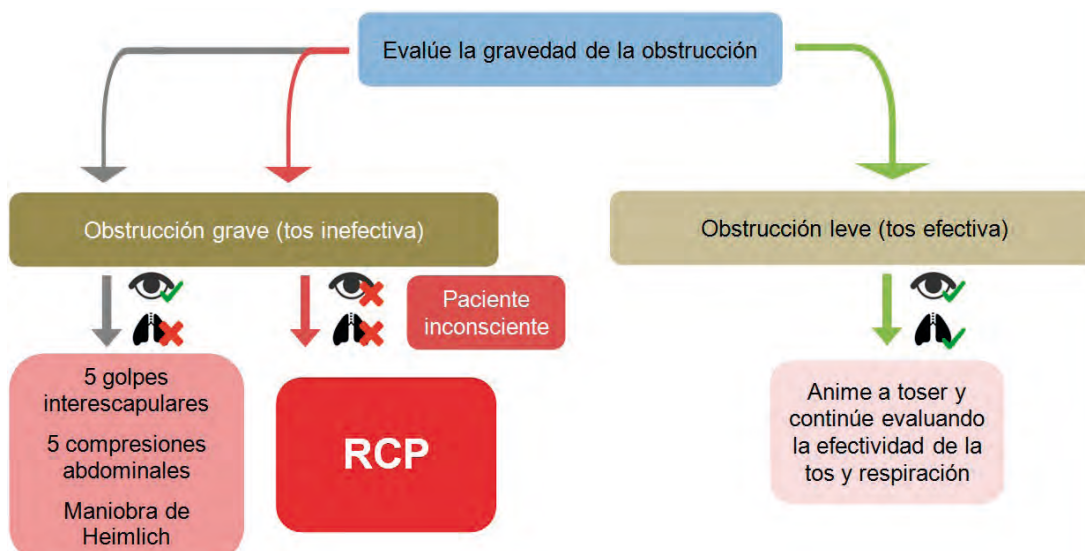 Evalúe la gravedad de la obstrucción
Obstrucción grave (tos inefectiva)
Obstrucción leve (tos efectiva)
Paciente
inconsciente
5 golpes
interescapulares
5 compresiones
abdominales
Maniobra de
Heimlich
RCP
Anime a toser y
continúe evaluando
la efectividad de la
tos y respiración